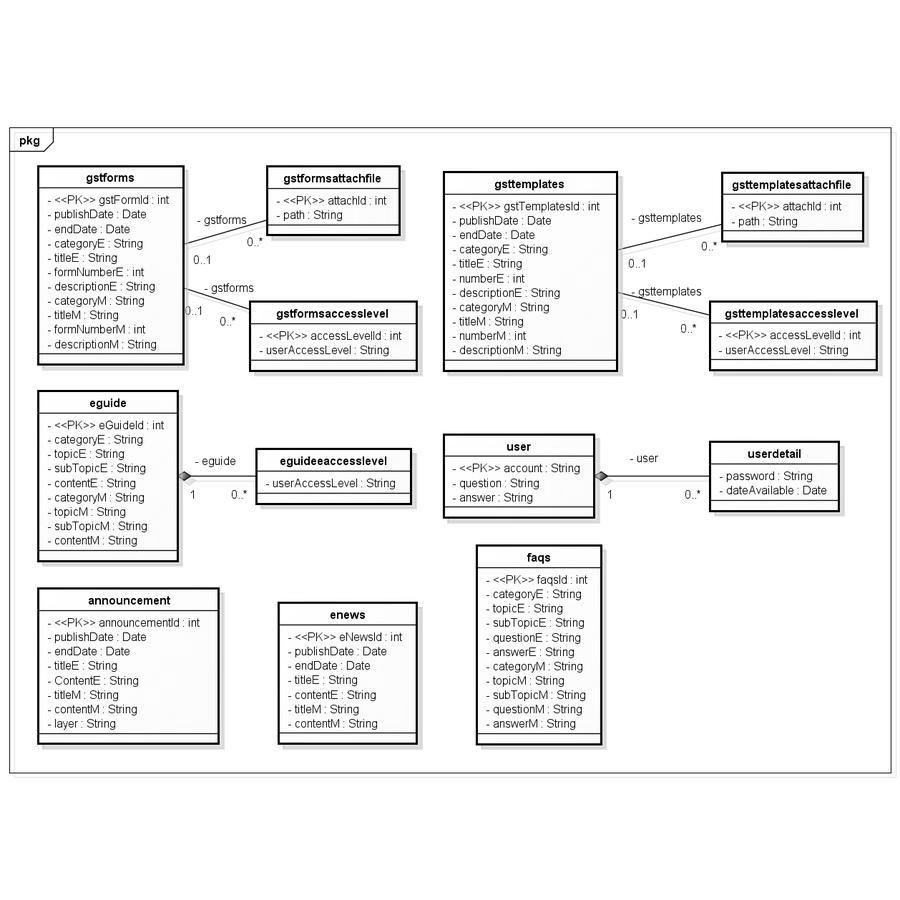 pkg
gstforms
- <<PK>> gstFormId : int
- publishDate : Date
- endDate : Date
- categoryE : String
- titleE : String
- formNumberE : int
- descriptionE : String
- categoryM : String
- titleM : String
- formNumberM : int
- descriptionM : String
- gstforms
0..1
0..*
gstformsattachfile
- <<PK>> attachId : int
- path : String
- gstforms
0..1
0..*
gstformsaccesslevel
- <<PK>> accessLevelId : int
- userAccessLevel : String
gsttemplates
- <<PK>> gstTemplatesId : int
- publishDate : Date
- endDate : Date
- categoryE : String
- titleE : String
- numberE : int
- descriptionE : String
- categoryM : String
- titleM : String
- numberM : int
- descriptionM : String
- gsttemplates
0..1
0..*
gsttemplatesattachfile
- <<PK>> attachId : int
- path : String
- gsttemplates
0..1
0..*
gsttemplatesaccesslevel
- <<PK>> accessLevelId : int
- userAccessLevel : String
eguide
- <<PK>> eGuideId : int
- categoryE : String
- topicE : String
- subTopicE : String
- contentE : String
- categoryM : String
- topicM : String
- subTopicM : String
- contentM : String
- eguide
1
0..*
eguideeaccesslevel
- userAccessLevel : String
user
- <<PK>> account : String
- question : String
- answer : String
- user
1
0..*
userdetail
- password : String
- dateAvailable : Date
announcement
- <<PK>> announcementId : int
- publishDate : Date
- endDate : Date
- titleE : String
- ContentE : String
- titleM : String
- contentM : String
- layer : String
enews
- <<PK>> eNewsId : int
- publishDate : Date
- endDate : Date
- titleE : String
- contentE : String
- titleM : String
- contentM : String
faqs
- <<PK>> faqsId : int
- categoryE : String
- topicE : String
- subTopicE : String
- questionE : String
- answerE : String
- categoryM : String
- topicM : String
- subTopicM : String
- questionM : String
- answerM : String